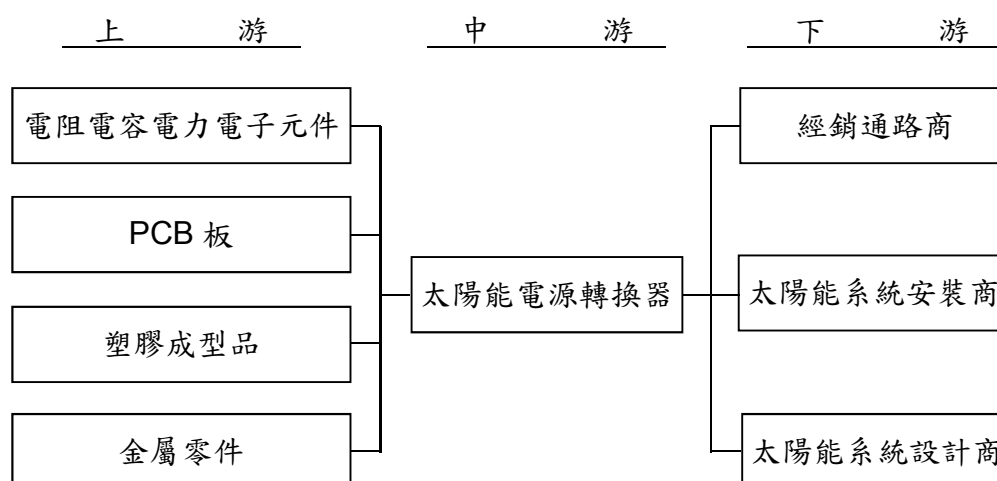 上 游
中 游
下 游
電阻電容電力電子元件
PCB 板
塑膠成型品
金屬零件
太陽能電源轉換器
經銷通路商
太陽能系統安裝商
太陽能系統設計商